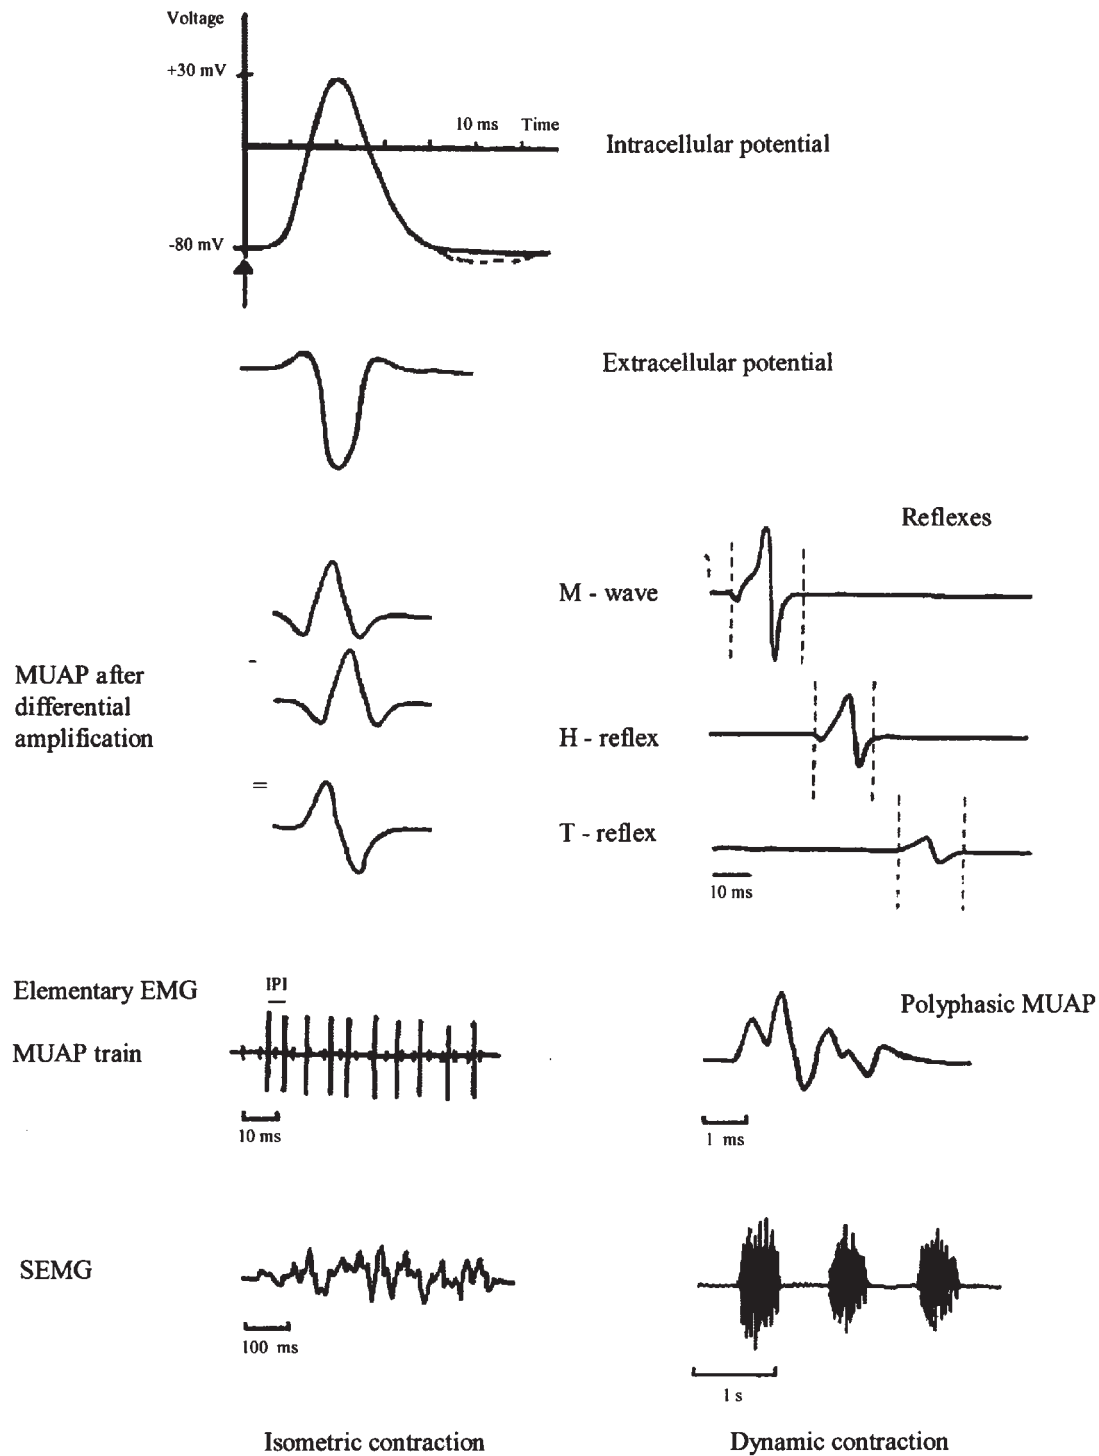 Voltage
+30 mV
10 ms Time
Intracellular potential
-80 mV
Extracellular potential
Reflexes
M - wave
-
MUAP after
differential
amplification
H - reflex
=
T - reflex
10 ms
Elementary EMG
IPI
Polyphasic MUAP
MUAP train
10 ms
1 ms
SEMG
100 ms
1 s
Isometric contraction
Dynamic contraction